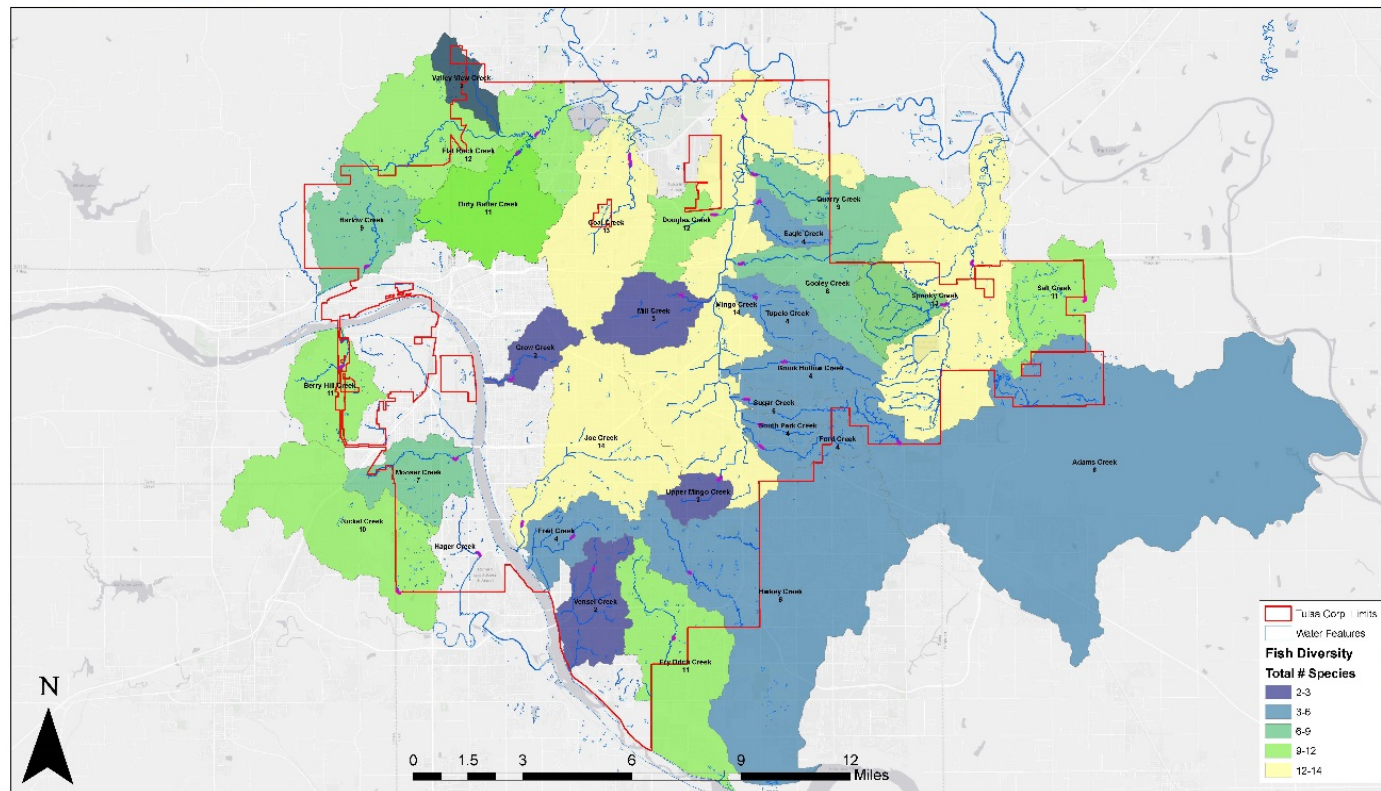 Valley View Creek
3
Flat Rock Creek
12
Dirty Butter Creek
11
Harlow Creek
9
Coal Creek
13
Douglas Creek
12
Quarry Creek
9
Eagle Creek
4
Cooley Creek
Spunky Creek
Salt Creek
11
Mill Creek
3
Mingo Creek
14
Tupelo Creek
4
Crow Creek
2
Brook Hollow Creek
4
Berry Hill Creek
11
Sugar Creek
South Park Creek
4
Ford Creek
4
Joe Creek
14
Adams Creek
Mooser Creek
7
Upper Mingo Creek
2
Nickel Creek
10
Hager Creek
Fred Creek
4
Vensel Creek
2
Haikey Creek
Fry Ditch Creek
11
N
0 1.5 3 6 9 12
Miles
Tulsa Corp. Limits
Water Features
Fish Diversity
Total # Species
2-3
3-6
6-9
9-12
12-14